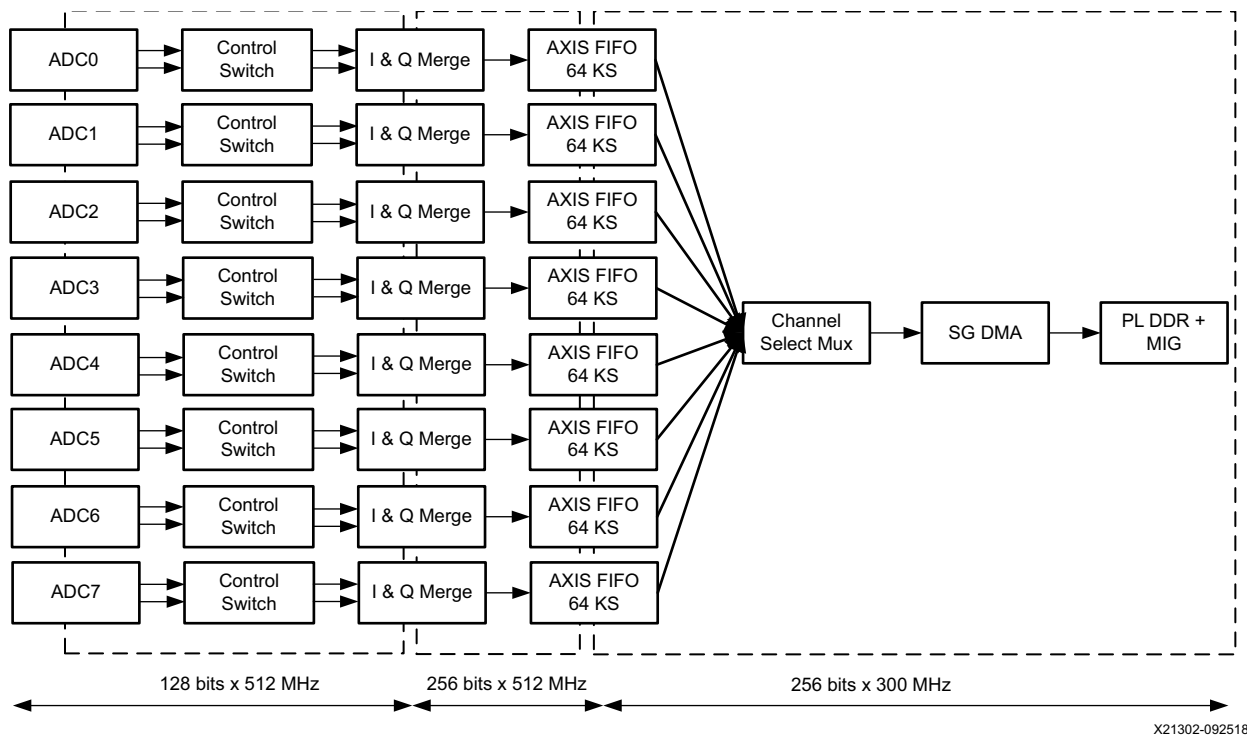 ADC0
Control
Switch
I & Q Merge
AXIS FIFO
64 KS
ADC1
Control
Switch
I & Q Merge
AXIS FIFO
64 KS
ADC2
Control
Switch
I & Q Merge
AXIS FIFO
64 KS
ADC3
Control
Switch
I & Q Merge
AXIS FIFO
64 KS
ADC4
Control
Switch
I & Q Merge
AXIS FIFO
64 KS
ADC5
Control
Switch
I & Q Merge
AXIS FIFO
64 KS
ADC6
Control
Switch
I & Q Merge
AXIS FIFO
64 KS
ADC7
Control
Switch
I & Q Merge
AXIS FIFO
64 KS
Channel
Select Mux
SG DMA
PL DDR +
MIG
128 bits x 512 MHz
256 bits x 512 MHz
256 bits x 300 MHz
X21302-092518